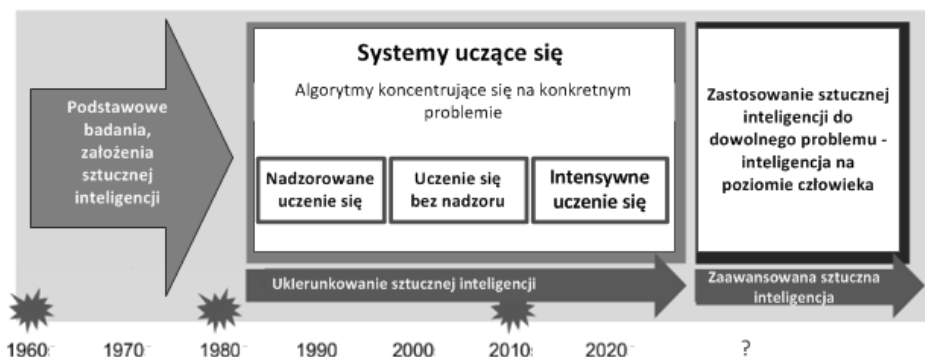 Podstawowe
badania,
założenia
sztucznej
inteligencji
Systemy uczące się
Algorytmy koncentrujące się na konkretnym
problemie
Nadzorowane
uczenie się
Uczenie się
bez nadzoru
Intensywne
uczenie się
Zastosowanie sztucznej
inteligencji do
dowolnego problemu -
inteligencja na
poziomie człowieka
Uklerunkowanie sztucznej inteligencji
Zaawansowana sztuczna
inteligencja
1960 1970 1980 1990 2000 2010 2020 ?